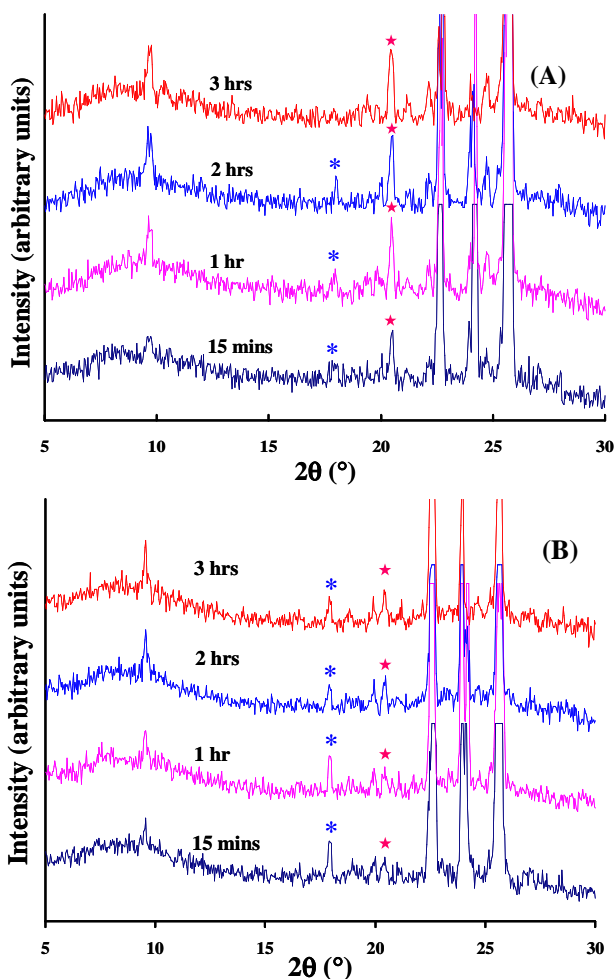 (A)
3 hrs
2 hrs
*
1 hr
*
15 mins
*
Intensity (arbitrary units)
5 10 15 20 25 30
2θ (°)
(B)
3 hrs
*
2 hrs
*
1 hr
*
15 mins
*
Intensity (arbitrary units)
5 10 15 20 25 30
2θ (°)